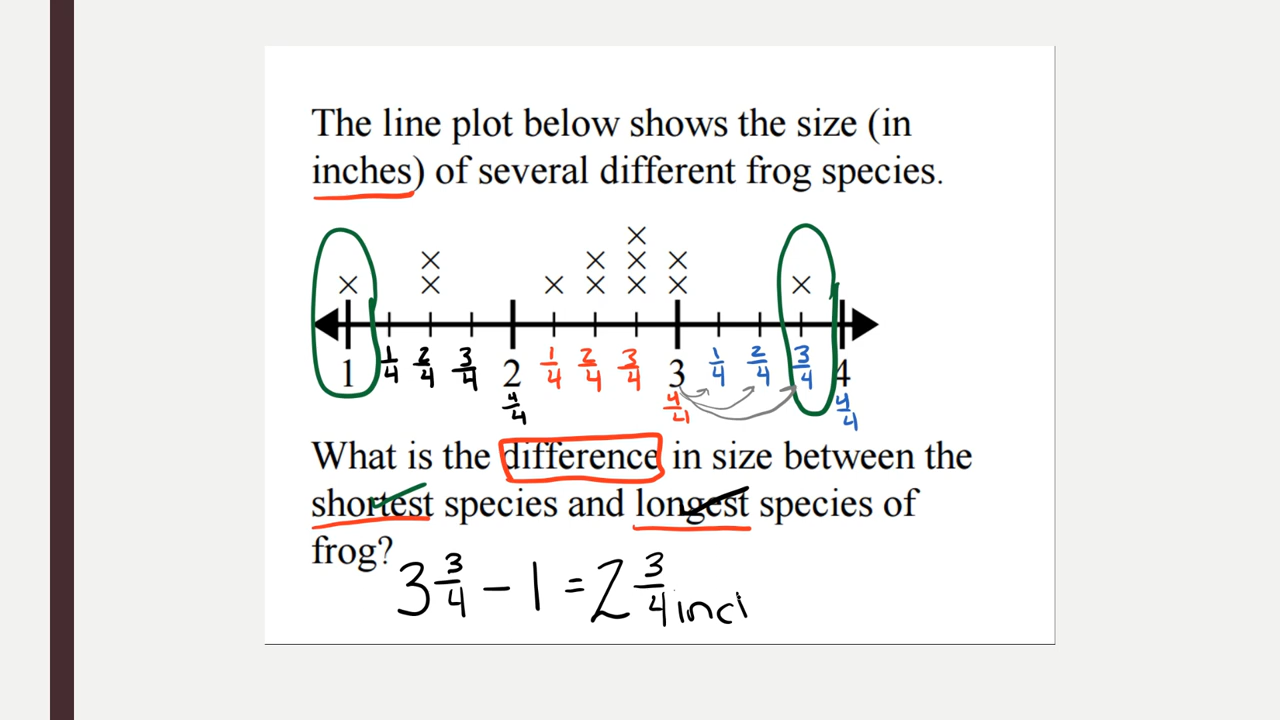 The line plot below shows the size (in
inches) of several different frog species.
×
× × × ×
× × × × × × ×
1 1/4 2/4 3/4 2 1/4 2/4 3/4 3 1/4 2/4 3/4 4
4/4 4/4 4/4
What is the difference in size between the
shortest species and longest species of
frog?
3 3/4 - 1 = 2 3/4 incl